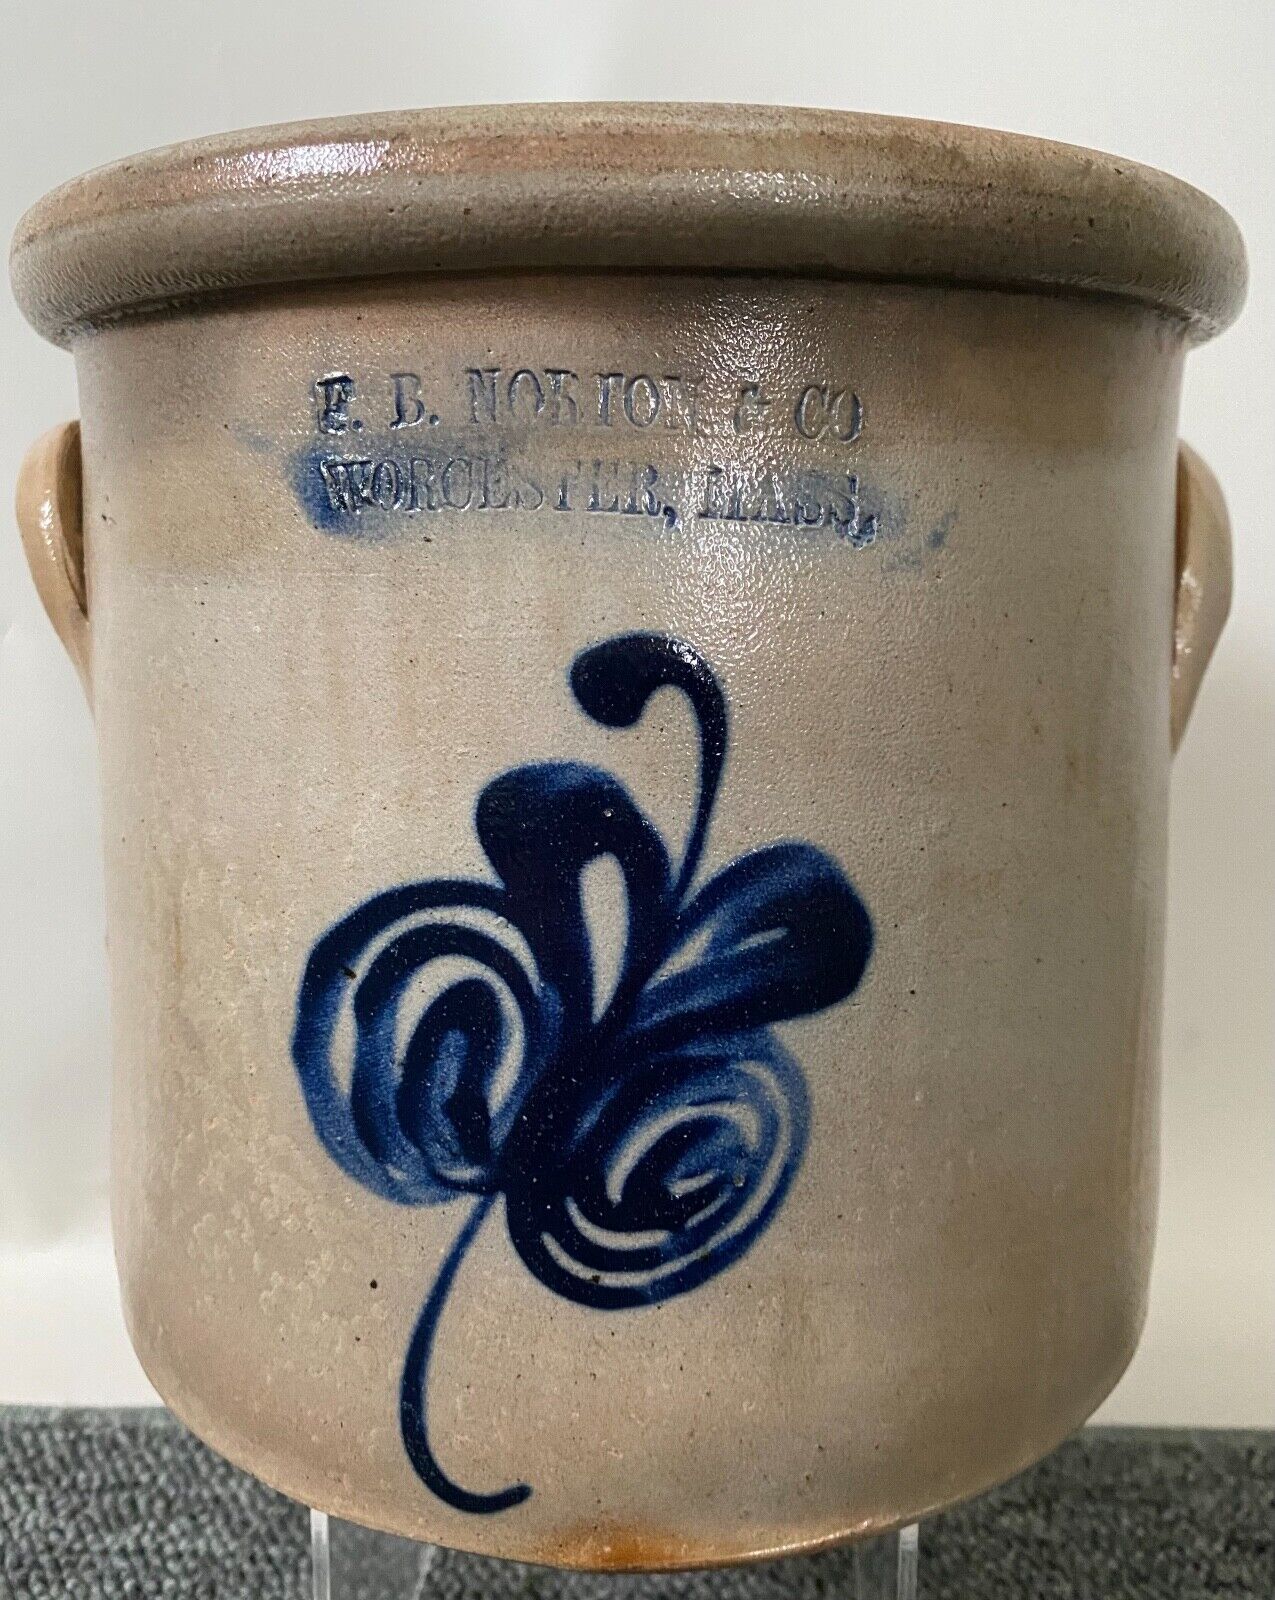 F. B. NORTON & CO
WORCESTER, MASS.